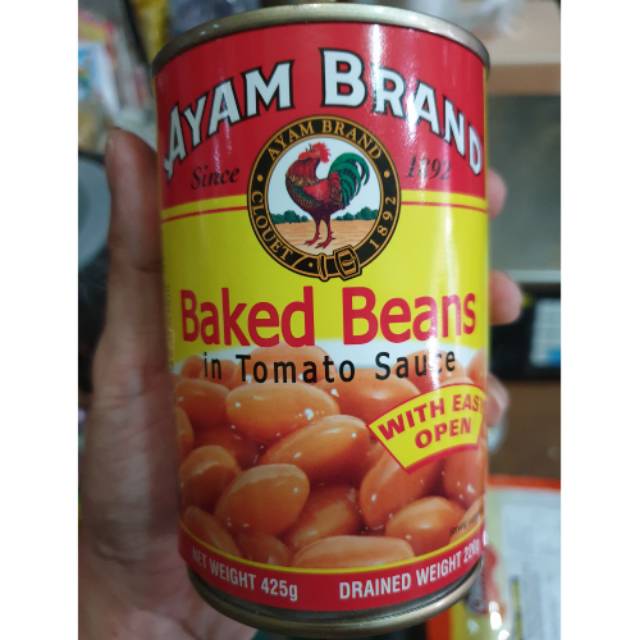 AYAM BRAND
Since 1892
AYAM BRAND
CLOUET 1892
Baked Beans
in Tomato Sauce
WITH EASY
OPEN
NET WEIGHT 425g
DRAINED WEIGHT 220g